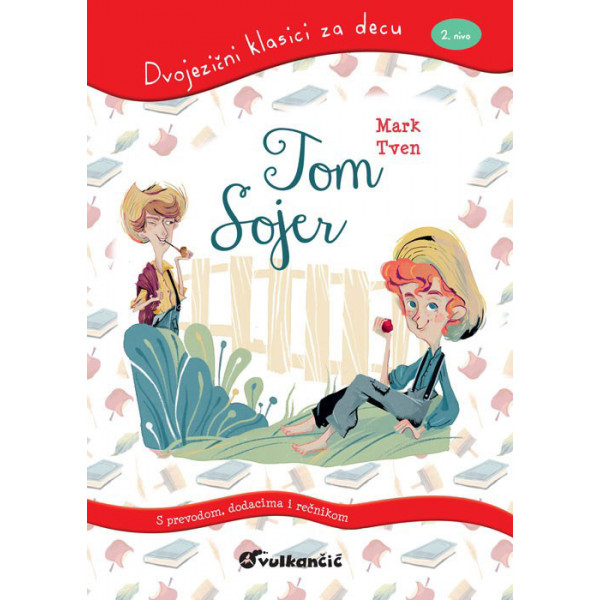 Dvojezični klasici za decu
2. nivo
Mark
Tven
Tom
Sojer
S prevodom, dodacima i rečnikom
vulkančić